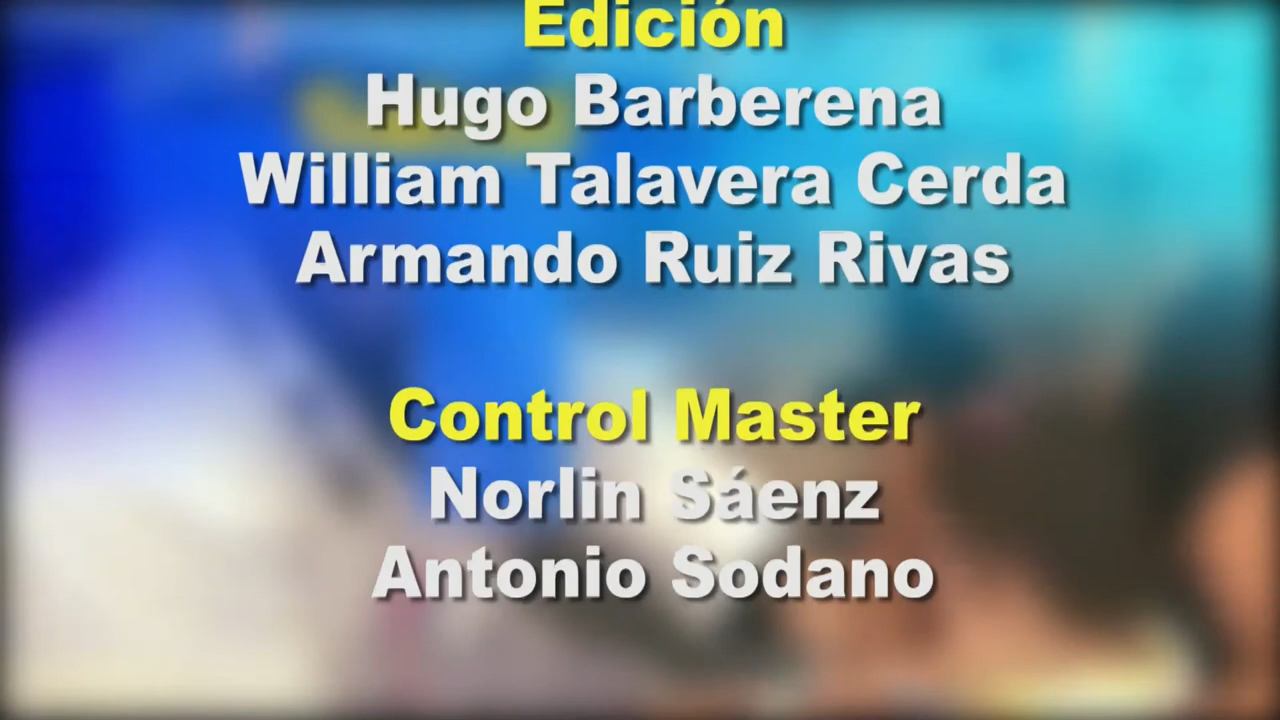 Edición
Hugo Barberena
William Talavera Cerda
Armando Ruiz Rivas
Control Master
Norlin Sáenz
Antonio Sodano